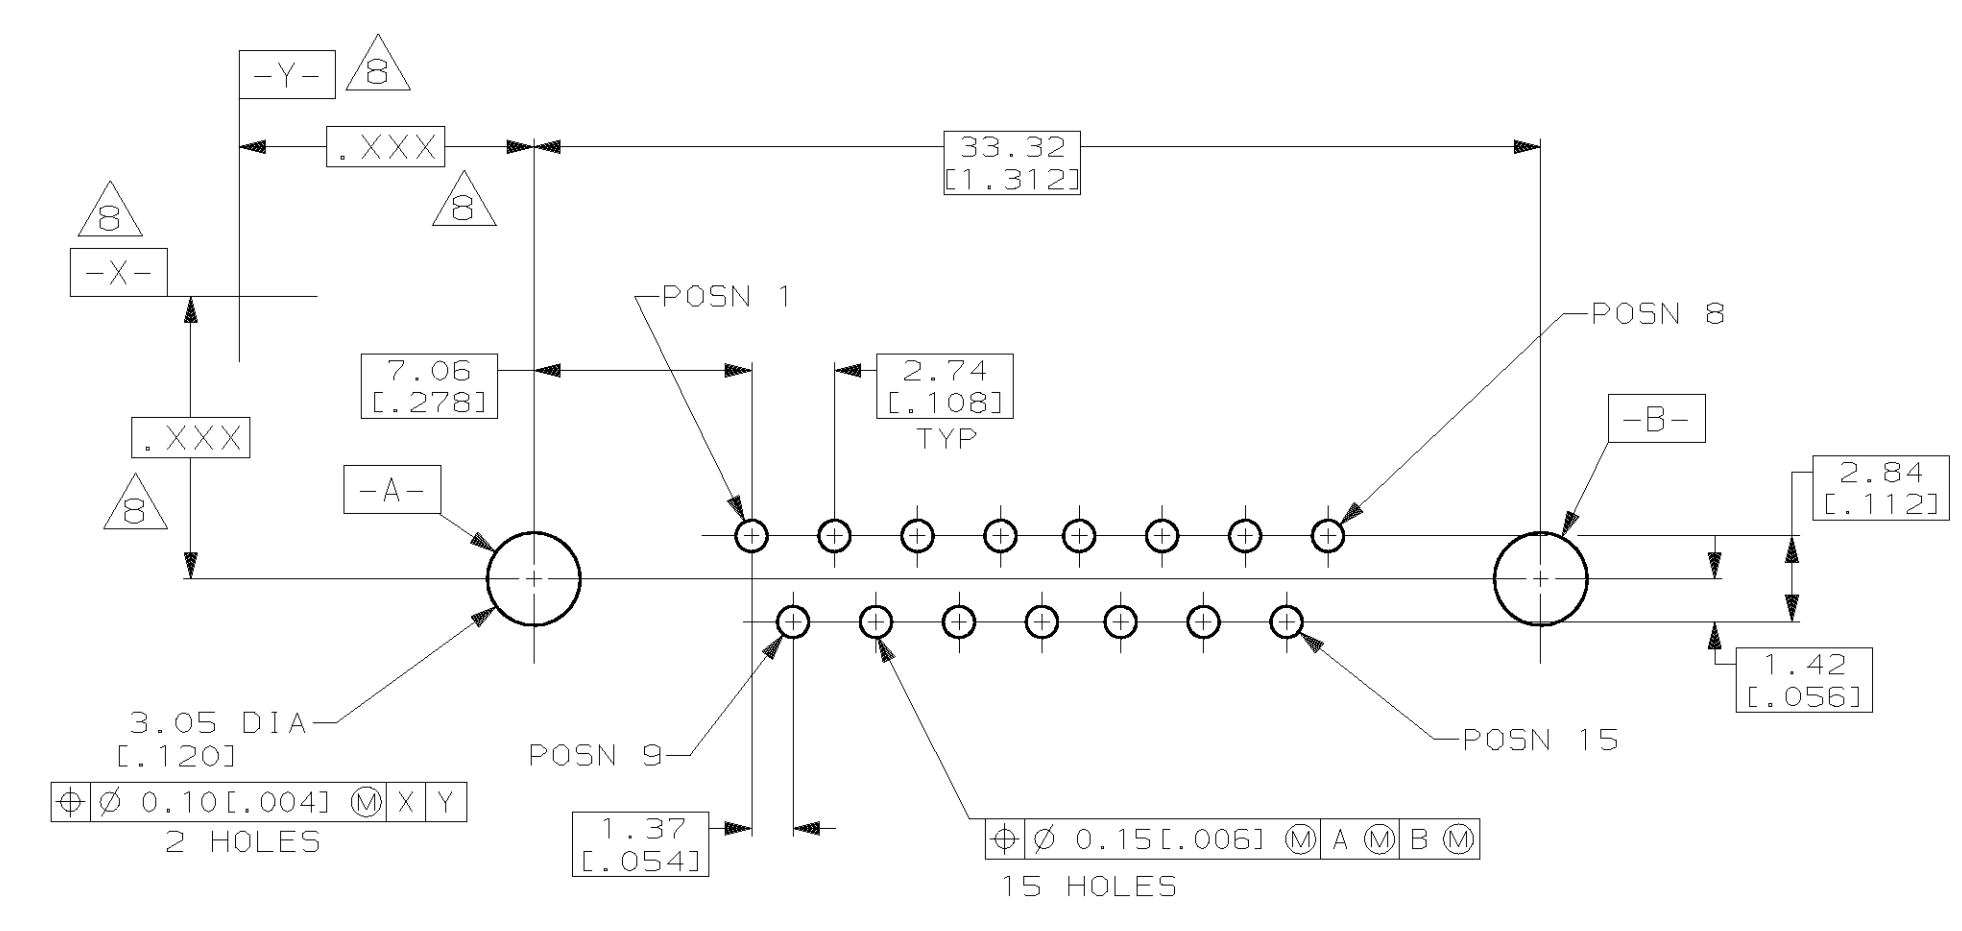 -Y-
8
.XXX
33.32
[1.312]
8
8
-X-
POSN 1
POSN 8
7.06
[.278]
2.74
[.108]
TYP
-B-
.XXX
2.84
[.112]
-A-
8
1.42
[.056]
3.05 DIA
[.120]
⌖ Ø 0.10[.004] Ⓜ X Y
2 HOLES
POSN 9
POSN 15
1.37
[.054]
⌖ Ø 0.15[.006] Ⓜ A Ⓜ B Ⓜ
15 HOLES